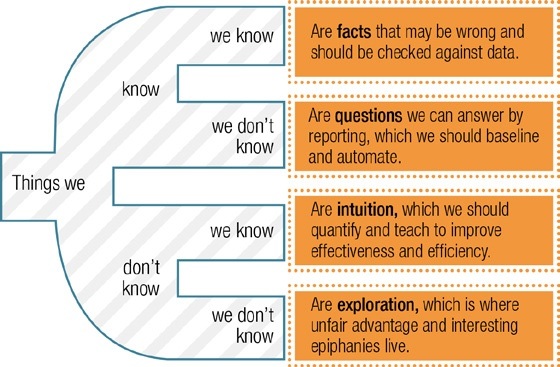 Things we
know
don't
know
we know
we don't
know
we know
we don't
know
Are facts that may be wrong and
should be checked against data.
Are questions we can answer by
reporting, which we should baseline
and automate.
Are intuition, which we should
quantify and teach to improve
effectiveness and efficiency.
Are exploration, which is where
unfair advantage and interesting
epiphanies live.